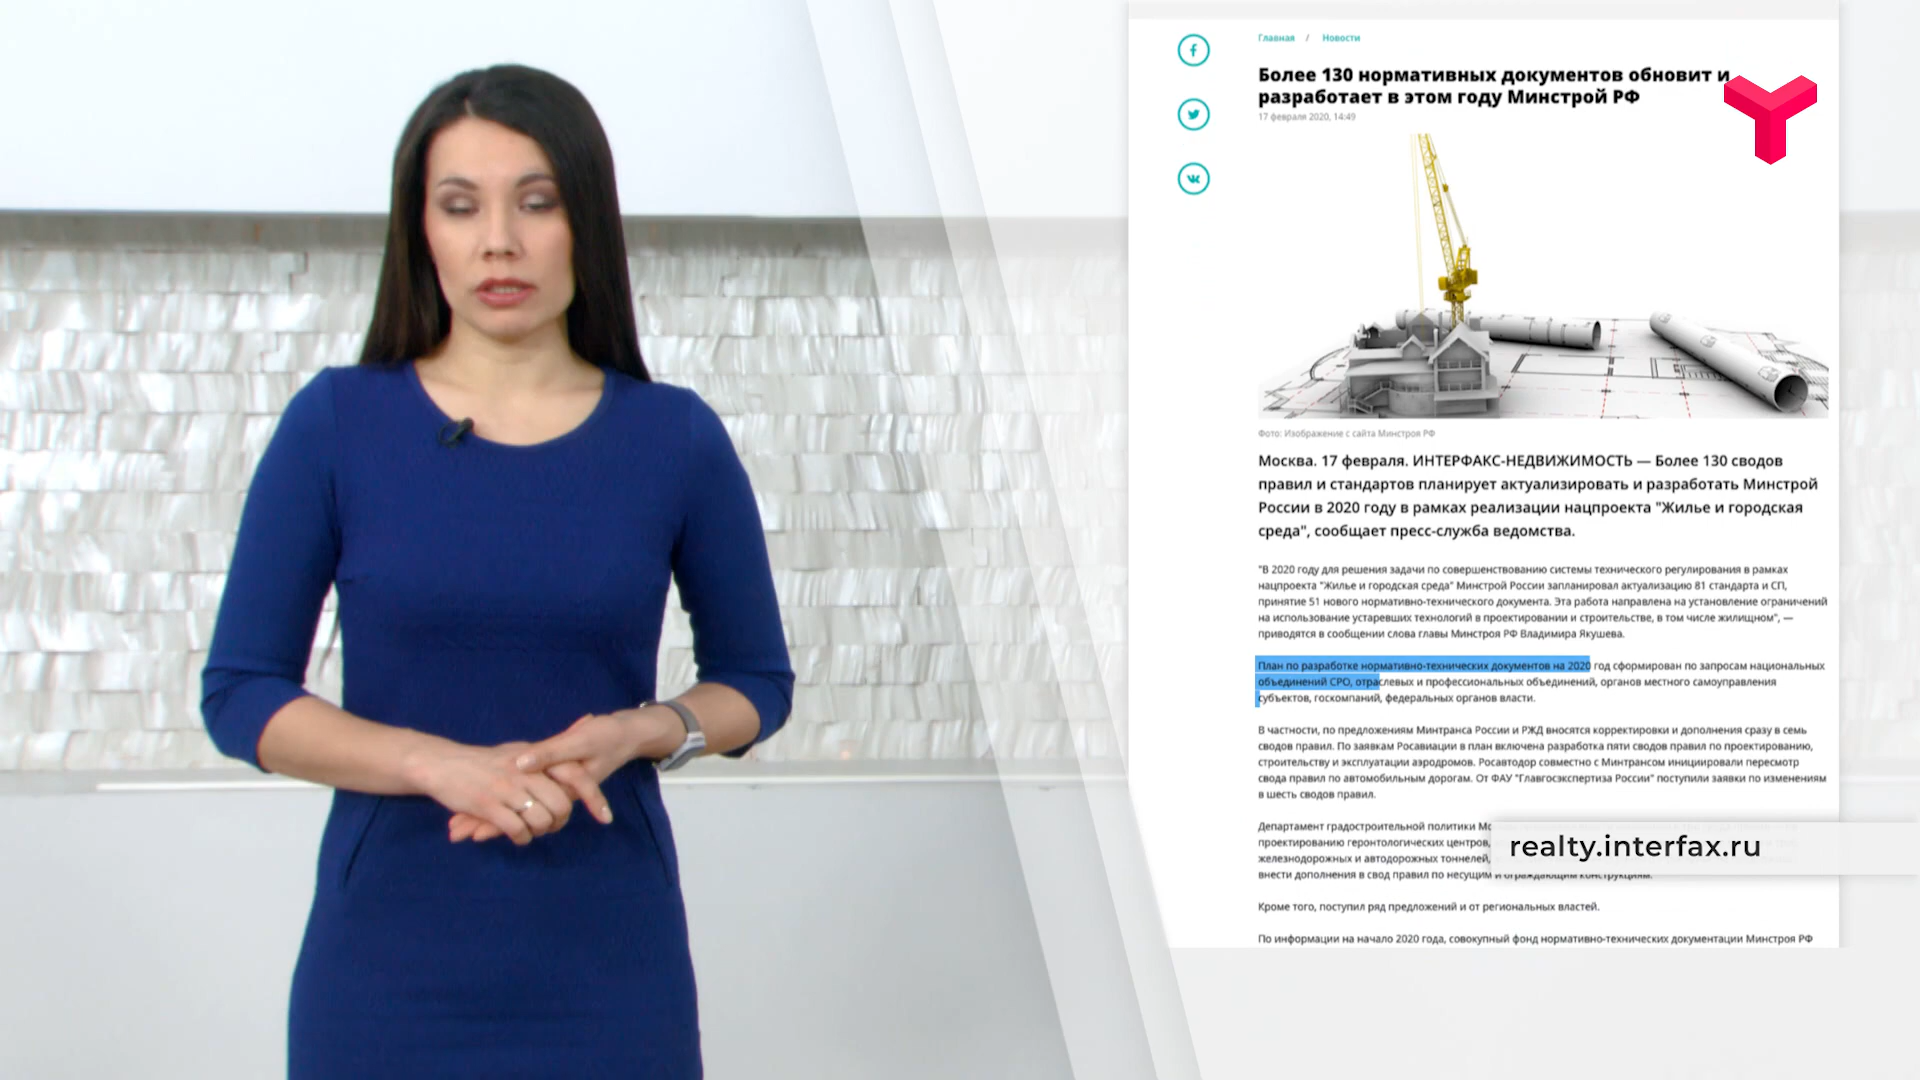 Главная / Новости
Более 130 нормативных документов обновит и
разработает в этом году Минстрой РФ
17 февраля 2020, 14:49
Фото: Изображение с сайта Минстроя РФ
Москва. 17 февраля. ИНТЕРФАКС-НЕДВИЖИМОСТЬ — Более 130 сводов
правил и стандартов планирует актуализировать и разработать Минстрой
России в 2020 году в рамках реализации нацпроекта "Жилье и городская
среда", сообщает пресс-служба ведомства.
"В 2020 году для решения задачи по совершенствованию системы технического регулирования в рамках
нацпроекта "Жилье и городская среда" Минстрой России запланировал актуализацию 81 стандарта и СП,
принятие 51 нового нормативно-технического документа. Эта работа направлена на установление ограничений
на использование устаревших технологий в проектировании и строительстве, в том числе жилищном", —
приводятся в сообщении слова главы Минстроя РФ Владимира Якушева.
План по разработке нормативно-технических документов на 2020 год сформирован по запросам национальных
объединений СРО, отраслевых и профессиональных объединений, органов местного самоуправления
субъектов, госкомпаний, федеральных органов власти.
В частности, по предложениям Минтранса России и РЖД вносятся корректировки и дополнения сразу в семь
сводов правил. По заявкам Росавиации в план включена разработка пяти сводов правил по проектированию,
строительству и эксплуатации аэродромов. Росавтодор совместно с Минтрансом инициировали пересмотр
свода правил по автомобильным дорогам. От ФАУ "Главгосэкспертиза России" поступили заявки по изменениям
в шесть сводов правил.
Департамент градостроительной политики
проектированию геронтологических центров,
железнодорожных и автодорожных тоннелей,
внести дополнения в свод правил по несущим и ограждающим конструкциям.
realty.interfax.ru
Кроме того, поступил ряд предложений и от региональных властей.
По информации на начало 2020 года, совокупный фонд нормативно-технических документации Минстроя РФ